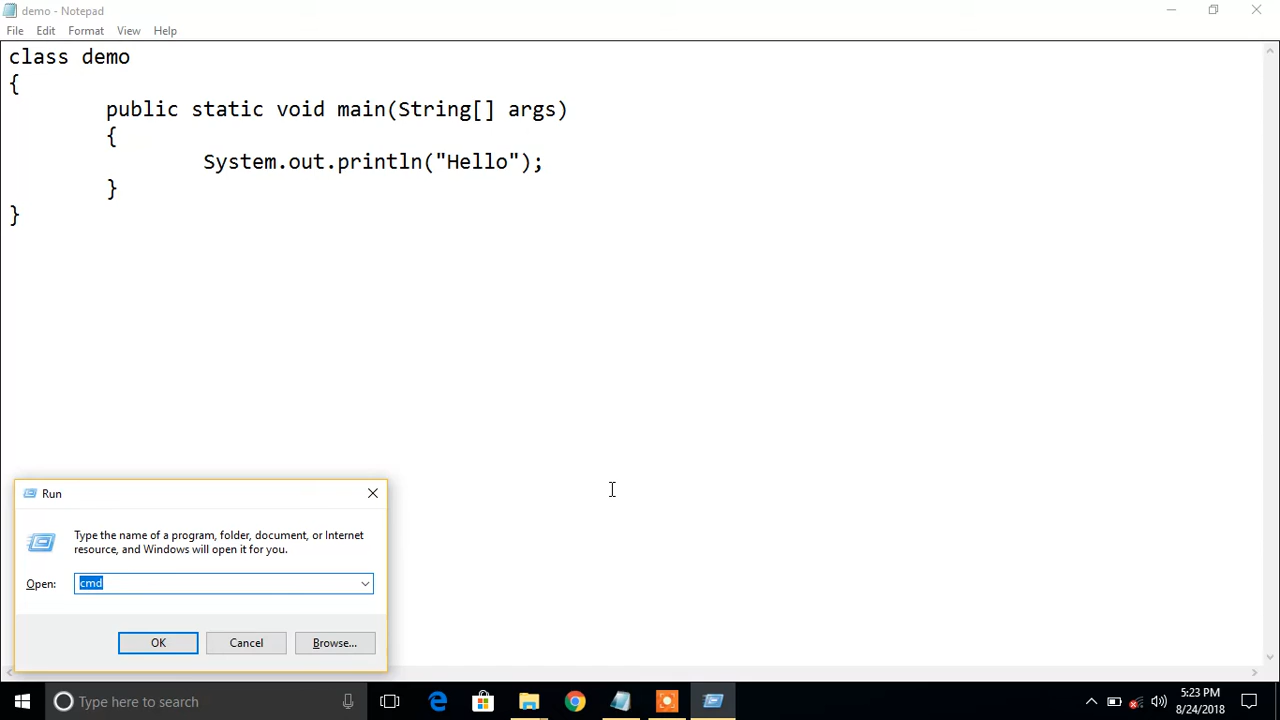 demo - Notepad
File Edit Format View Help
class demo
{
public static void main(String[] args)
{
System.out.println("Hello");
}
}
Run
Type the name of a program, folder, document, or Internet
resource, and Windows will open it for you.
Open: cmd
OK Cancel Browse...
Type here to search
5:23 PM
8/24/2018